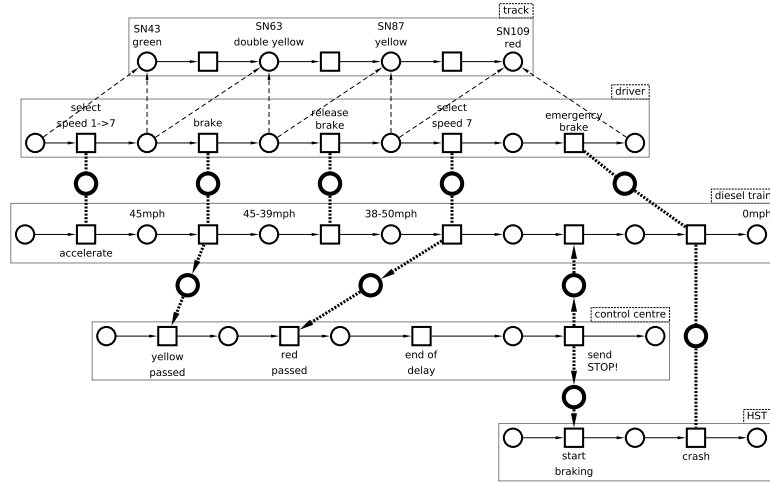 track
SN43
green
SN63
double yellow
SN87
yellow
SN109
red
driver
select
speed 1->7
brake
release
brake
select
speed 7
emergency
brake
diesel train
45mph
45-39mph
38-50mph
0mph
accelerate
control centre
yellow
passed
red
passed
end of
delay
send
STOP!
HST
start
braking
crash